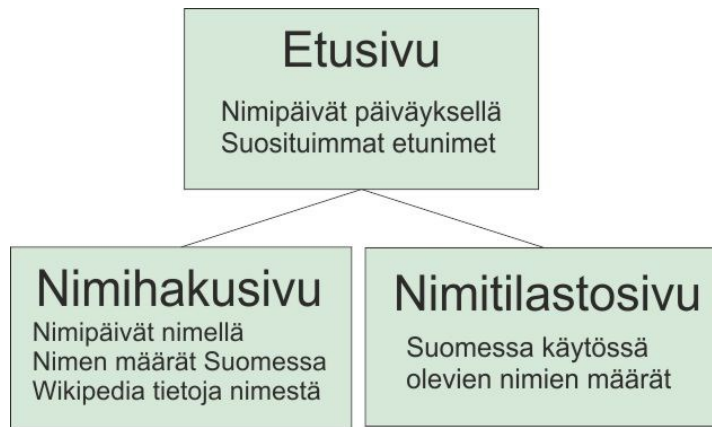 Etusivu
Nimipäivät päiväyksellä
Suosituimmat etunimet
Nimihakusivu
Nimipäivät nimellä
Nimen määrät Suomessa
Wikipedia tietoja nimestä
Nimitilastosivu
Suomessa käytössä
olevien nimien määrät